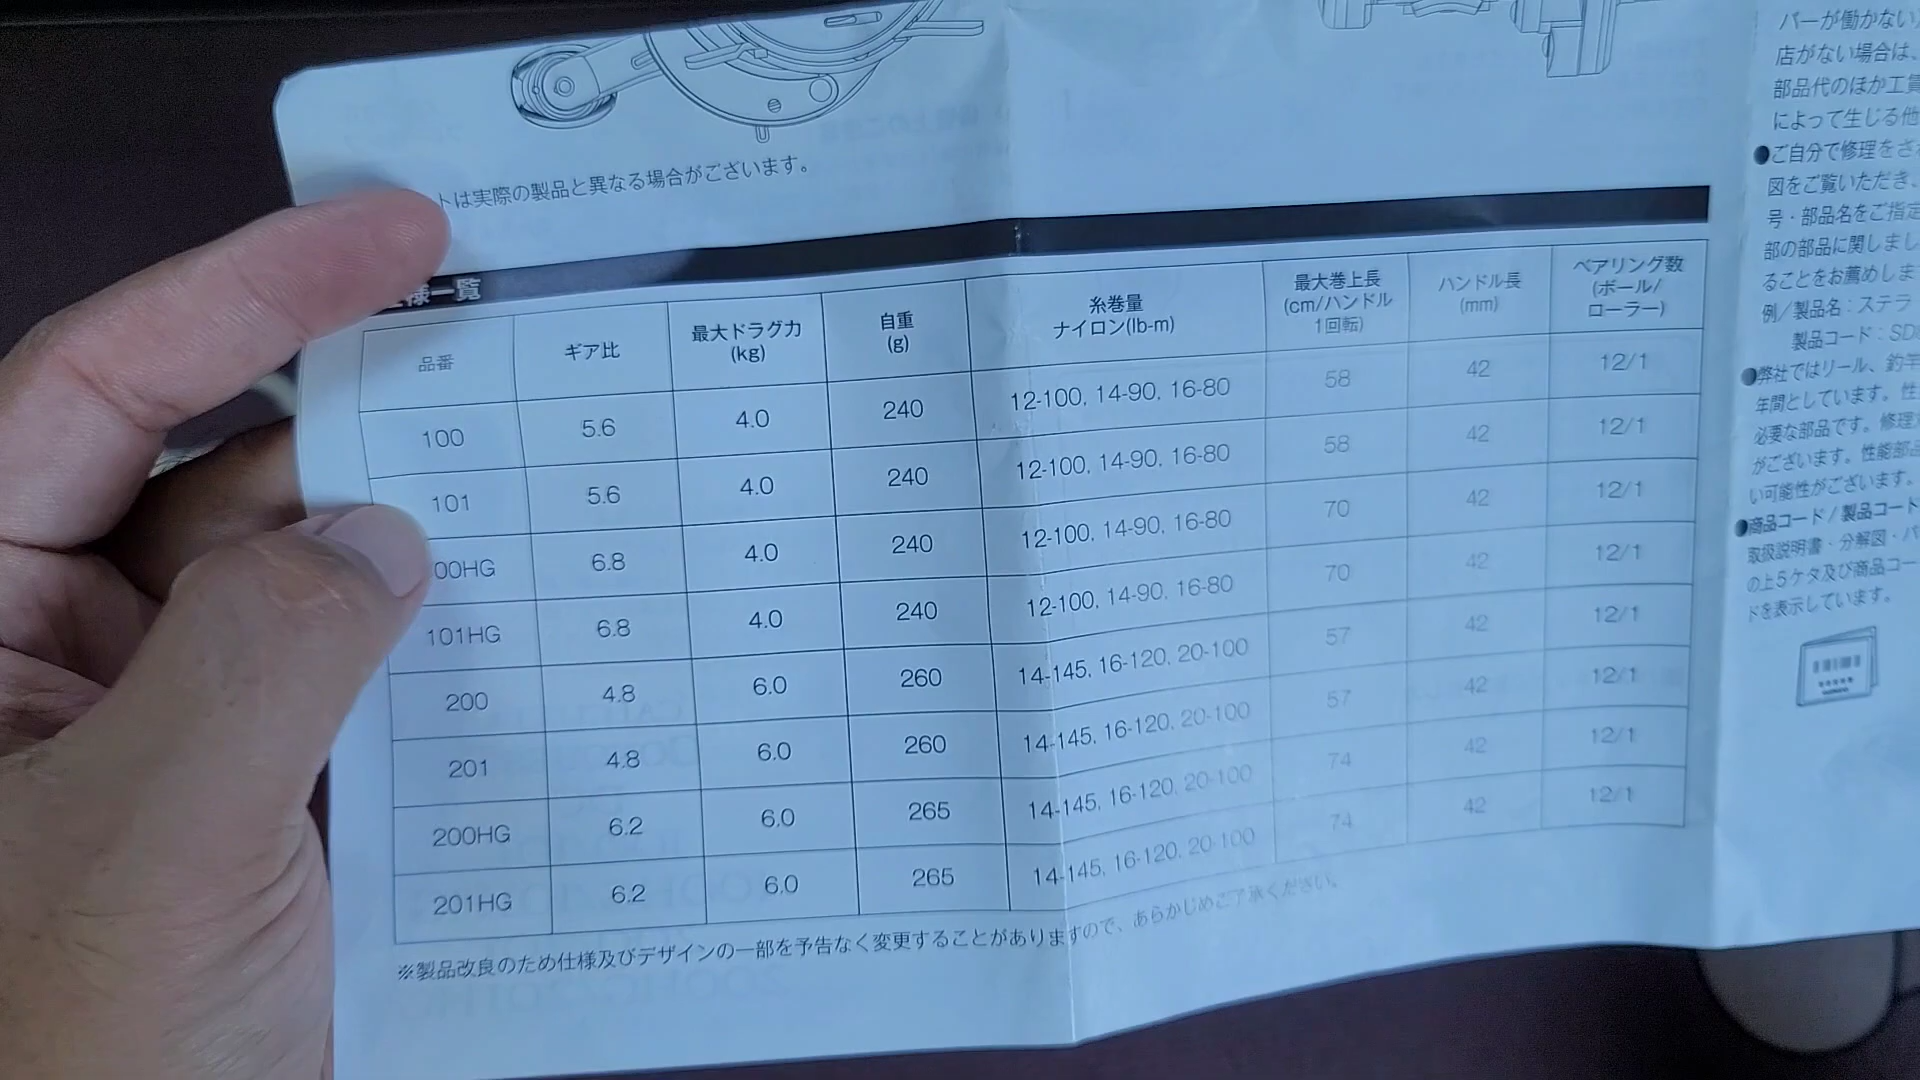 トは実際の製品と異なる場合がございます。
様一覧
品番 ギア比 最大ドラグ力 (kg) 自重 (g) 糸巻量 ナイロン(lb-m) 最大巻上長 (cm/ハンドル 1回転) ハンドル長 (mm) ベアリング数 (ボール/ ローラー)
100 5.6 4.0 240 12-100, 14-90, 16-80 58 42 12/1
101 5.6 4.0 240 12-100, 14-90, 16-80 58 42 12/1
00HG 6.8 4.0 240 12-100, 14-90, 16-80 70 42 12/1
101HG 6.8 4.0 240 12-100, 14-90, 16-80 70 42 12/1
200 4.8 6.0 260 14-145, 16-120, 20-100 57 42 12/1
201 4.8 6.0 260 14-145, 16-120, 20-100 57 42 12/1
200HG 6.2 6.0 265 14-145, 16-120, 20-100 74 42 12/1
201HG 6.2 6.0 265 14-145, 16-120, 20-100 74 42 12/1
※製品改良のため仕様及びデザインの一部を予告なく変更することがありますので、あらかじめご了承ください。
バーが働かない
店がない場合は、
部品代のほか工賃
によって生じる他
●ご自分で修理をさ
図をご覧いただき、
号・部品名をご指定
部の部品に関しまし
ることをお薦めしま
例/製品名:ステラ
製品コード:SD
●弊社ではリール、釣竿
年間としています。性
必要な部品です。修理
がございます。性能部品
い可能性がございます。
●商品コード/製品コード
取扱説明書・分解図・パ
の上5ケタ及び商品コー
ドを表示しています。